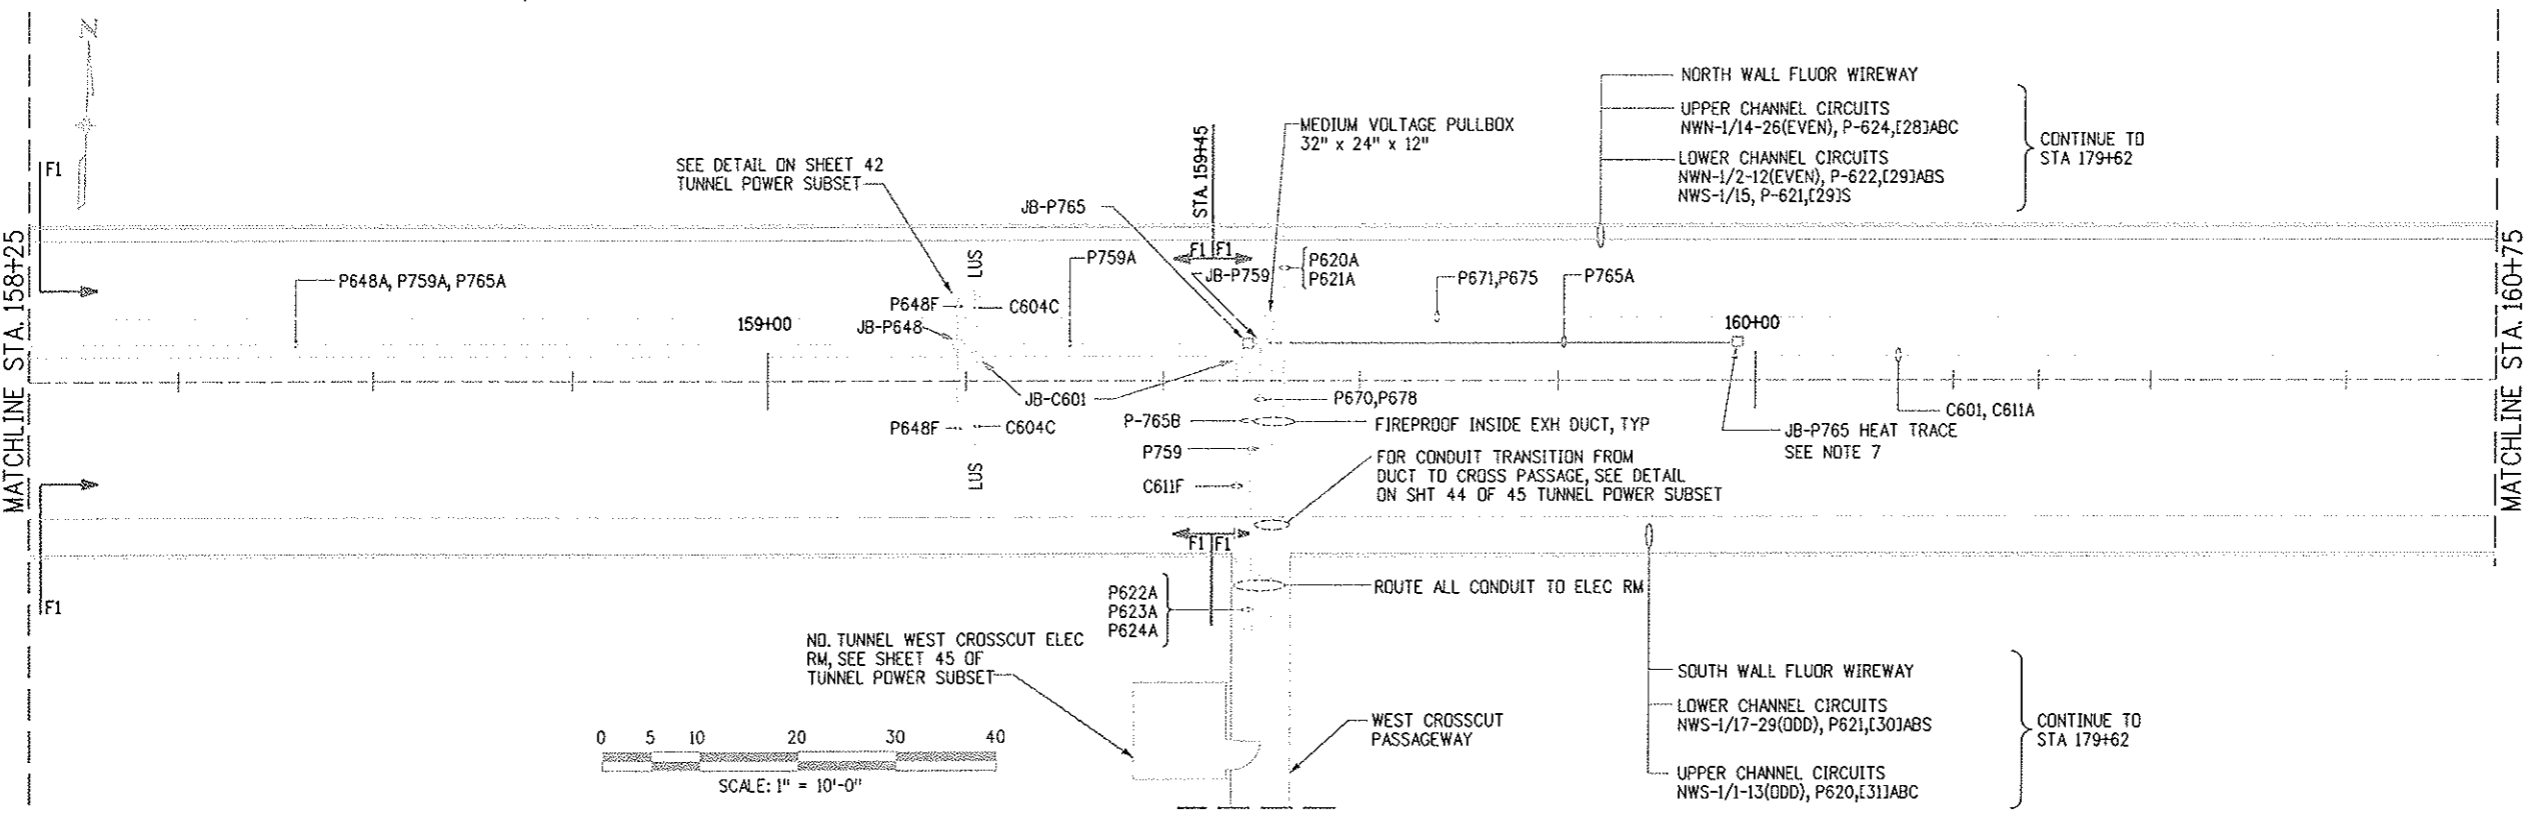 N
MATCHLINE STA. 158+25
F1
SEE DETAIL ON SHEET 42
TUNNEL POWER SUBSET
STA. 159+45
MEDIUM VOLTAGE PULLBOX
32" x 24" x 12"
NORTH WALL FLUOR WIREWAY
UPPER CHANNEL CIRCUITS
NWN-1/14-26(EVEN), P-624,[28]ABC
LOWER CHANNEL CIRCUITS
NWN-1/2-12(EVEN), P-622,[29]ABS
NWS-1/15, P-621,[29]S
CONTINUE TO
STA 179+62
MATCHLINE STA. 160+75
JB-P765
F1 F1
P648A, P759A, P765A
LUS
P759A
JB-P759
P620A
P621A
P671,P675
P765A
P648F
C604C
JB-P648
159+00
160+00
JB-C601
P670,P678
C601, C611A
P648F
C604C
P-765B
FIREPROOF INSIDE EXH DUCT, TYP
JB-P765 HEAT TRACE
SEE NOTE 7
P759
FOR CONDUIT TRANSITION FROM
DUCT TO CROSS PASSAGE, SEE DETAIL
ON SHT 44 OF 45 TUNNEL POWER SUBSET
LUS
C611F
F1 F1
F1
P622A
P623A
P624A
ROUTE ALL CONDUIT TO ELEC RM
NO. TUNNEL WEST CROSSCUT ELEC
RM, SEE SHEET 45 OF
TUNNEL POWER SUBSET
WEST CROSSCUT
PASSAGEWAY
SOUTH WALL FLUOR WIREWAY
LOWER CHANNEL CIRCUITS
NWS-1/17-29(ODD), P621,[30]ABS
UPPER CHANNEL CIRCUITS
NWS-1/1-13(ODD), P620,[31]ABC
CONTINUE TO
STA 179+62
0 5 10 20 30 40
SCALE: 1" = 10'-0"